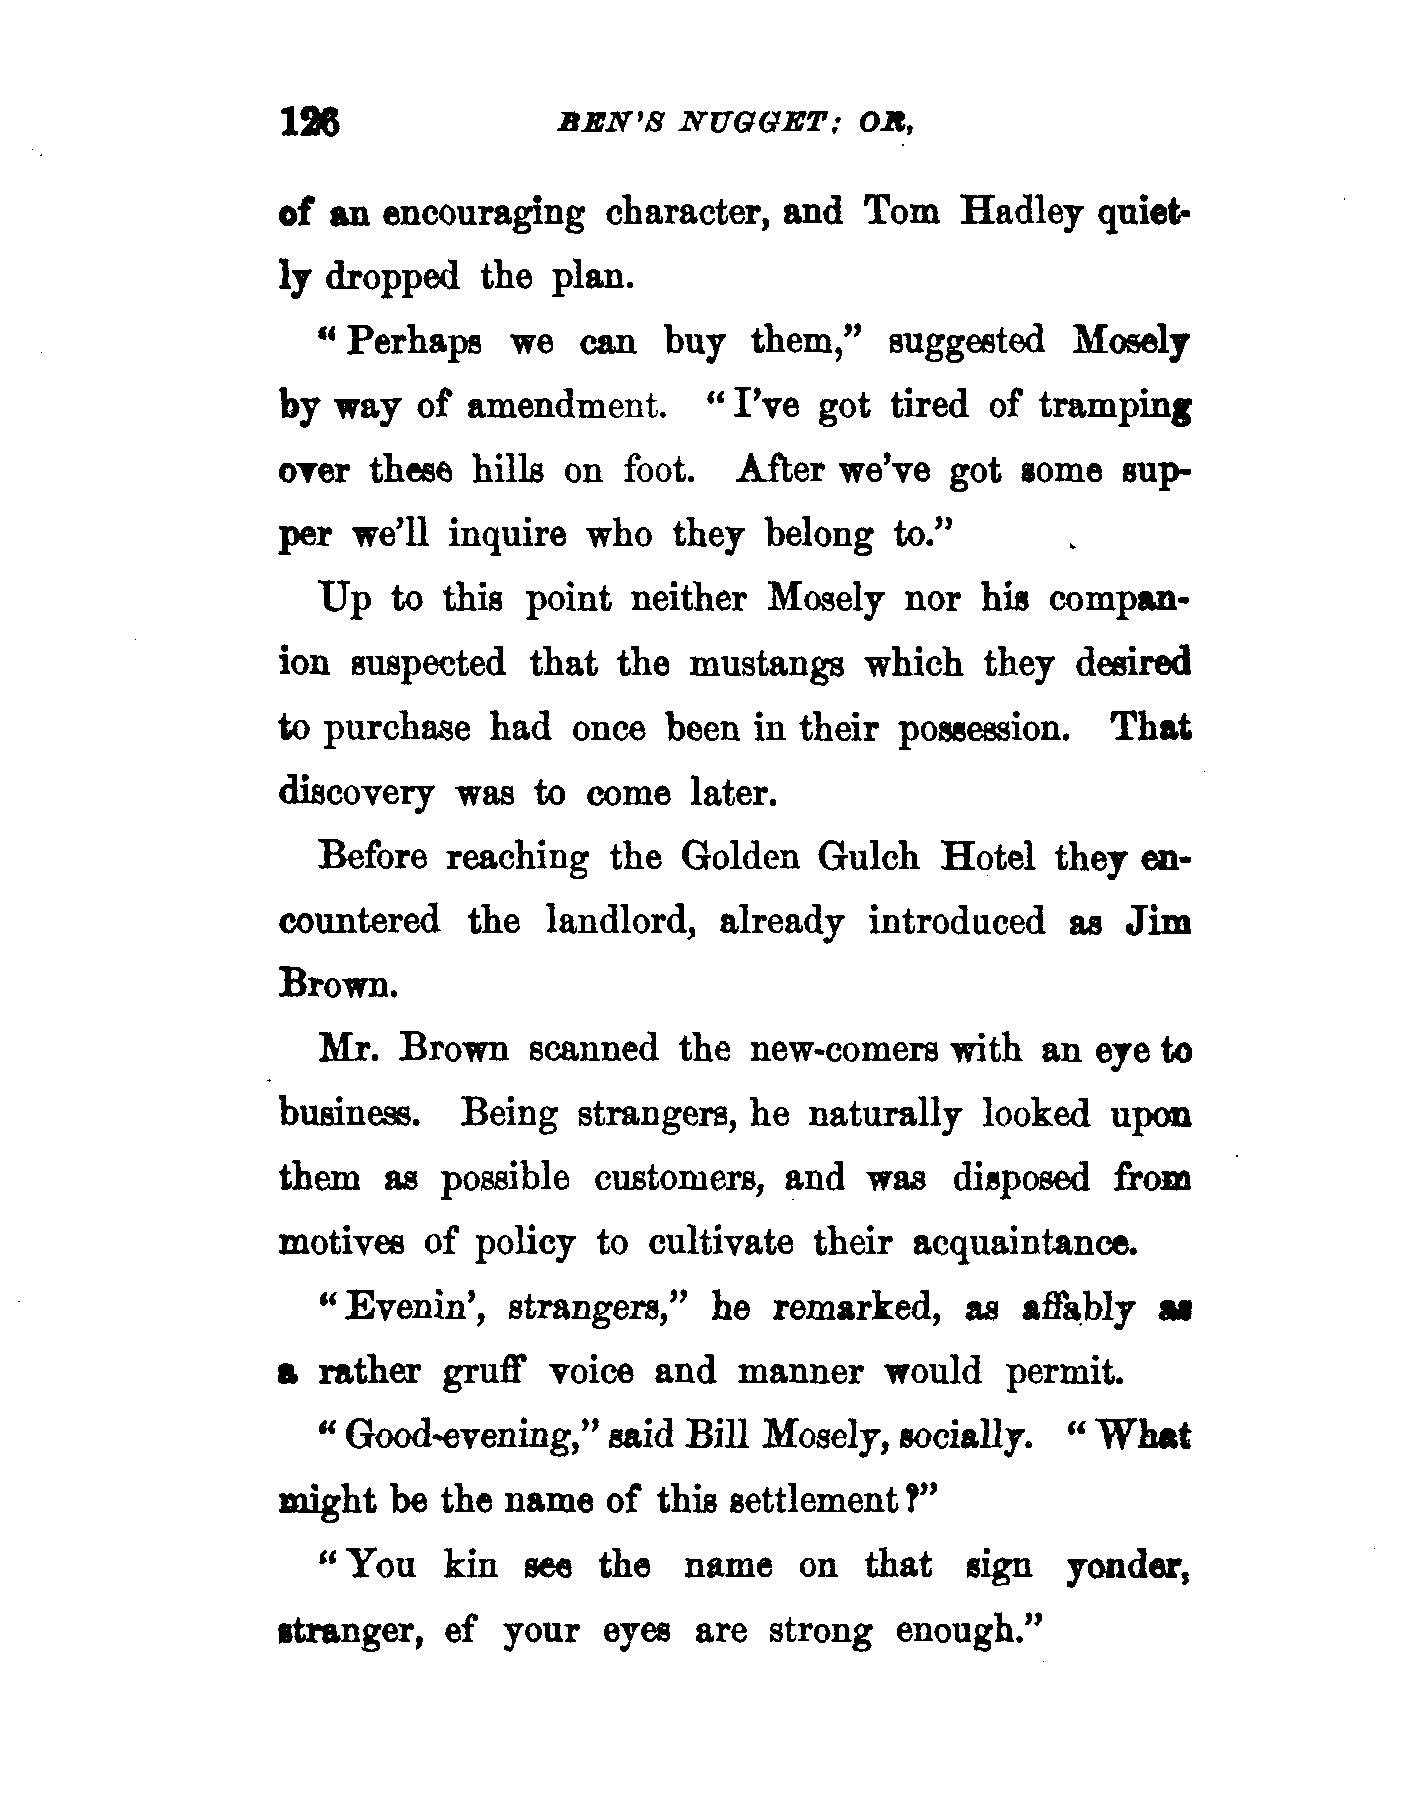 126 BEN'S NUGGET; OR,
of an encouraging character, and Tom Hadley quiet-
ly dropped the plan.
"Perhaps we can buy them," suggested Mosely
by way of amendment. "I've got tired of tramping
over these hills on foot. After we've got some sup-
per we'll inquire who they belong to."
Up to this point neither Mosely nor his compan-
ion suspected that the mustangs which they desired
to purchase had once been in their possession. That
discovery was to come later.
Before reaching the Golden Gulch Hotel they en-
countered the landlord, already introduced as Jim
Brown.
Mr. Brown scanned the new-comers with an eye to
business. Being strangers, he naturally looked upon
them as possible customers, and was disposed from
motives of policy to cultivate their acquaintance.
"Evenin', strangers," he remarked, as affably as
a rather gruff voice and manner would permit.
"Good-evening," said Bill Mosely, socially. "What
might be the name of this settlement?"
"You kin see the name on that sign yonder,
stranger, ef your eyes are strong enough."